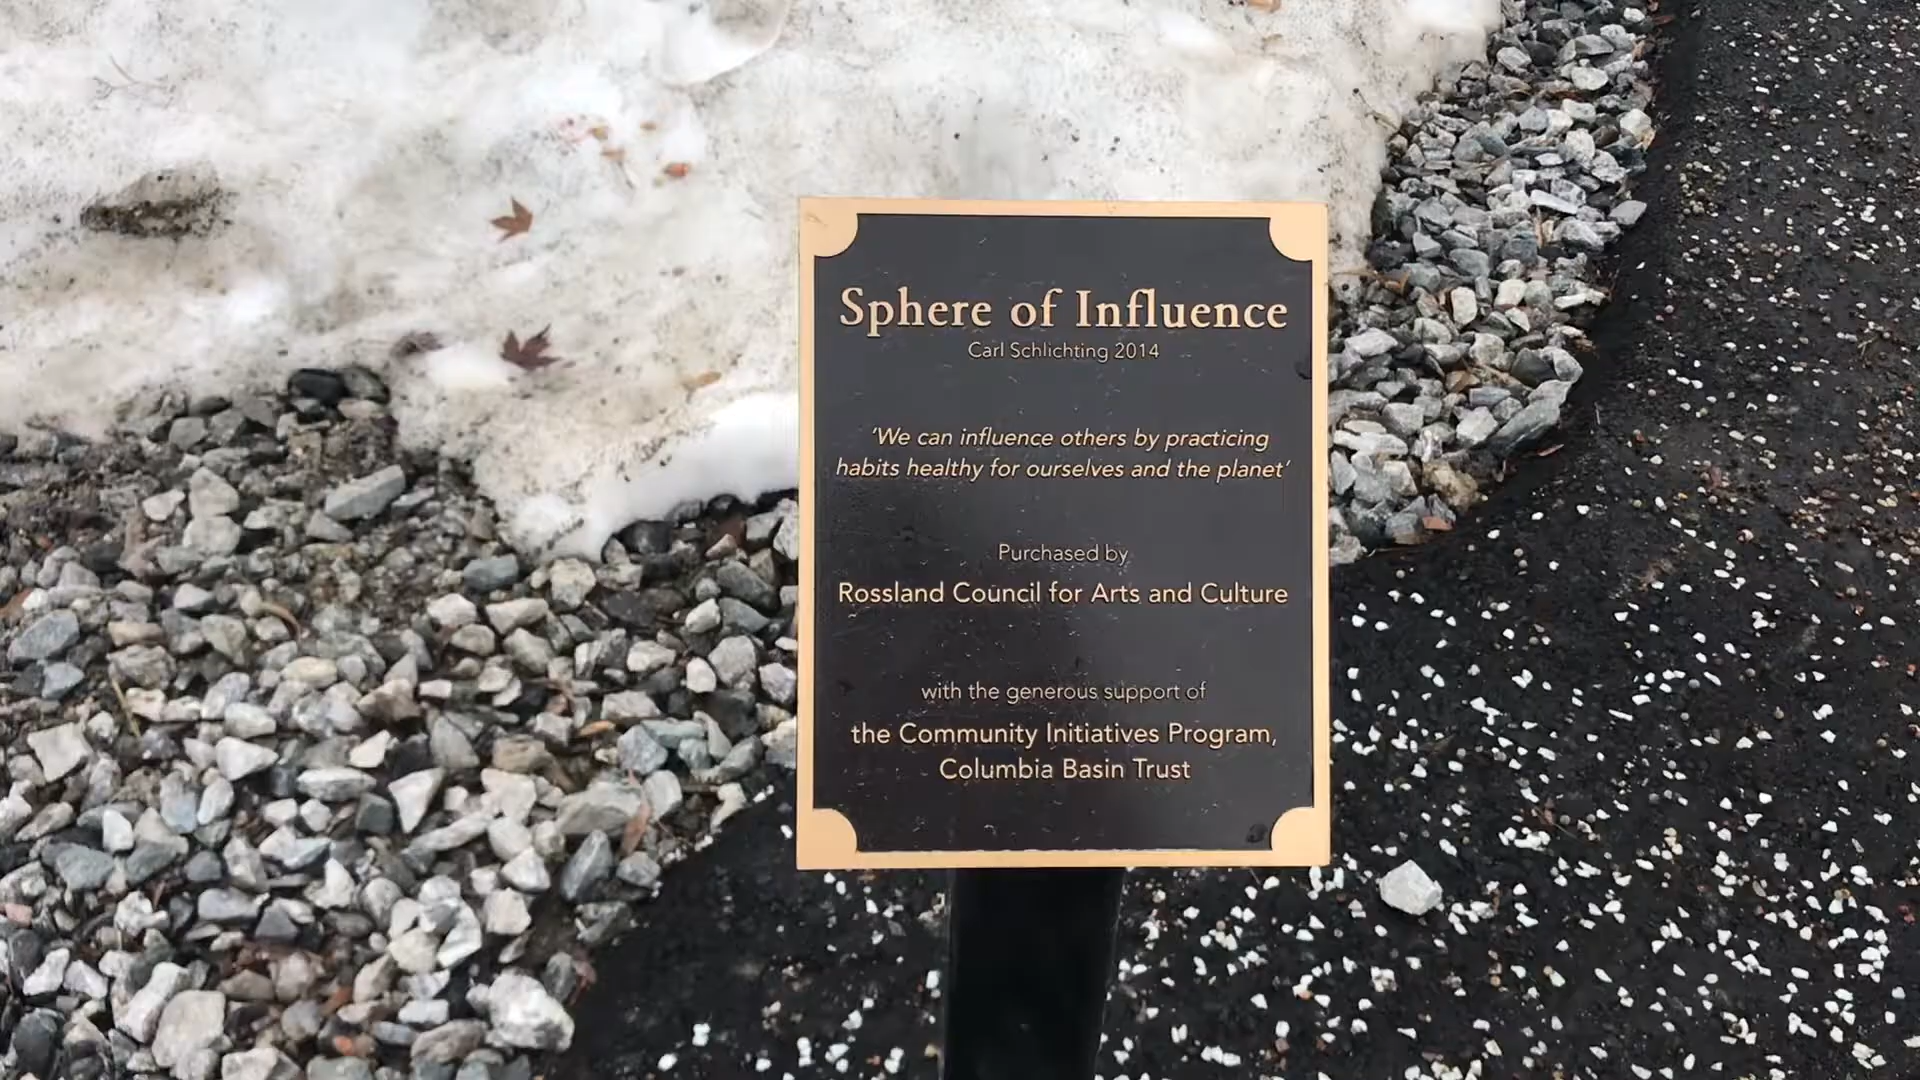 Sphere of Influence
Carl Schlichting 2014
'We can influence others by practicing
habits healthy for ourselves and the planet'
Purchased by
Rossland Council for Arts and Culture
with the generous support of
the Community Initiatives Program,
Columbia Basin Trust